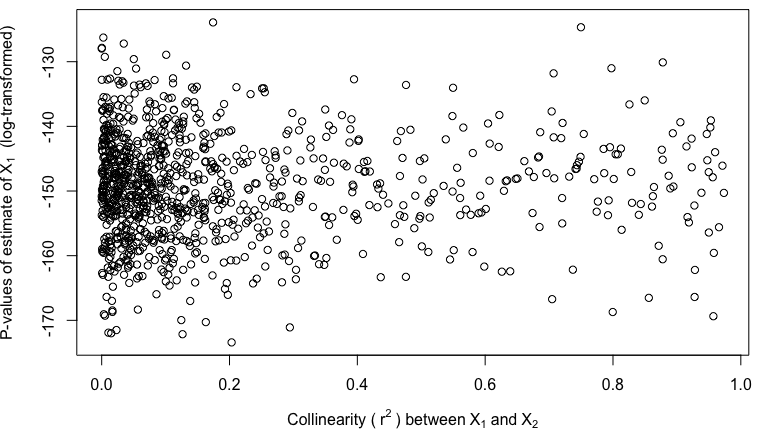 P-values of estimate of X1 (log-transformed)
-130
-140
-150
-160
-170
0.0 0.2 0.4 0.6 0.8 1.0
Collinearity ( r2 ) between X1 and X2